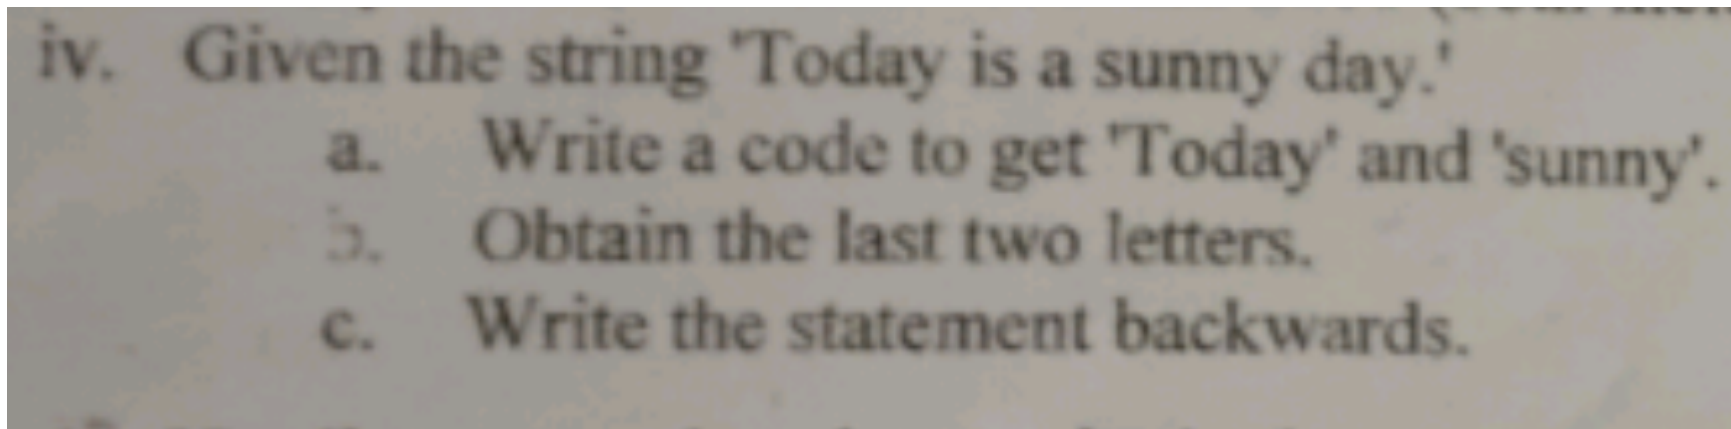 iv. Given the string 'Today is a sunny day.'
a. Write a code to get 'Today' and 'sunny'.
b. Obtain the last two letters.
c. Write the statement backwards.